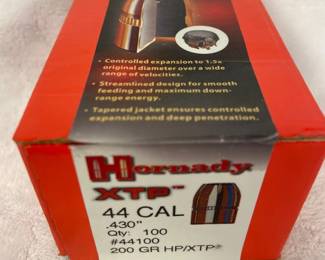 • Controlled expansion to 1.5x
original diameter over a wide
range of velocities.
• Streamlined design for smooth
feeding and maximum down-
range energy.
• Tapered jacket ensures controlled
expansion and deep penetration.
Hornady
XTP™
44 CAL
.430"
Qty: 100
#44100
200 GR HP/XTP®